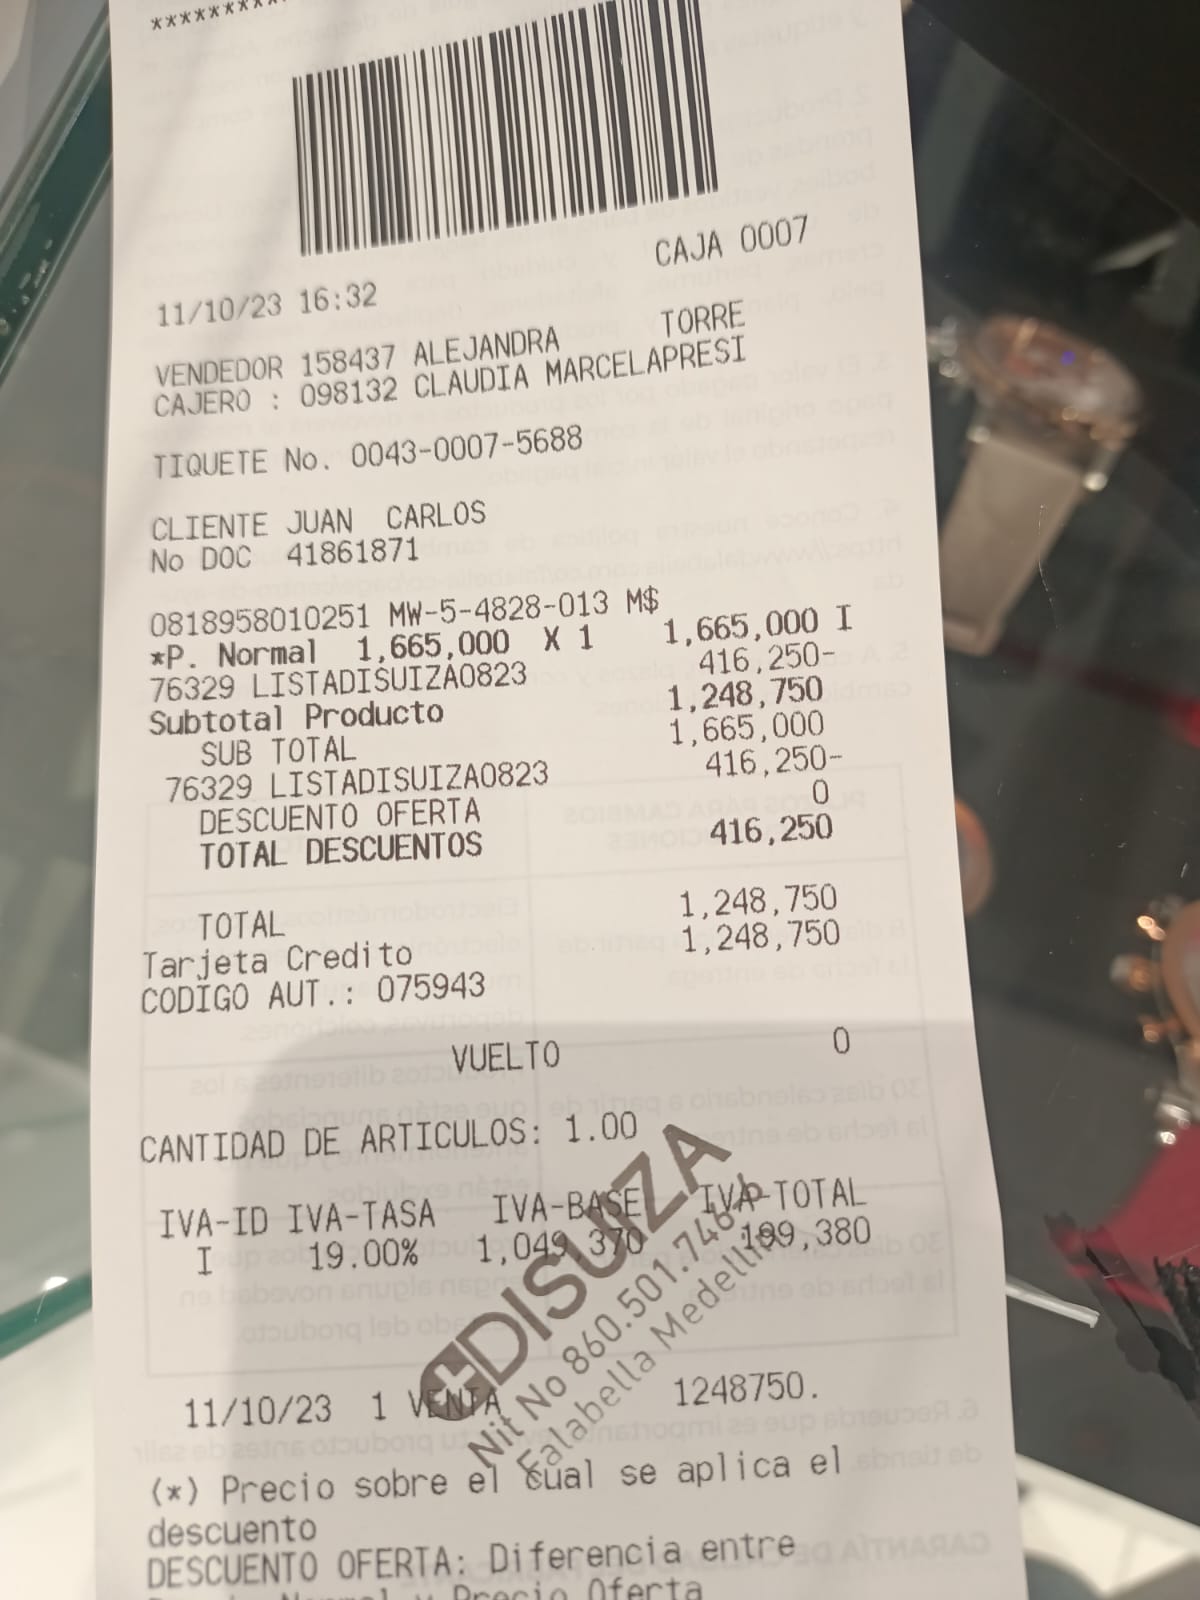 ***********
CAJA 0007
11/10/23 16:32
VENDEDOR 158437 ALEJANDRA TORRE
CAJERO : 098132 CLAUDIA MARCELAPRESI
TIQUETE No. 0043-0007-5688
CLIENTE JUAN CARLOS
No DOC 41861871
0818958010251 MW-5-4828-013 M$
*P. Normal 1,665,000 X 1 1,665,000 I
76329 LISTADISUIZA0823 416,250-
Subtotal Producto 1,248,750
SUB TOTAL 1,665,000
76329 LISTADISUIZA0823 416,250-
DESCUENTO OFERTA 0
TOTAL DESCUENTOS 416,250
TOTAL 1,248,750
Tarjeta Credito 1,248,750
CODIGO AUT.: 075943
VUELTO 0
CANTIDAD DE ARTICULOS: 1.00
IVA-ID IVA-TASA IVA-BASE IVA-TOTAL
I 19.00% 1,049,370 199,380
DISUIZA
Nit No 860.501.746-6
Falabella Medellin
11/10/23 1 VENTA 1248750.
(*) Precio sobre el cual se aplica el
descuento
DESCUENTO OFERTA: Diferencia entre
Normal y Precio Oferta